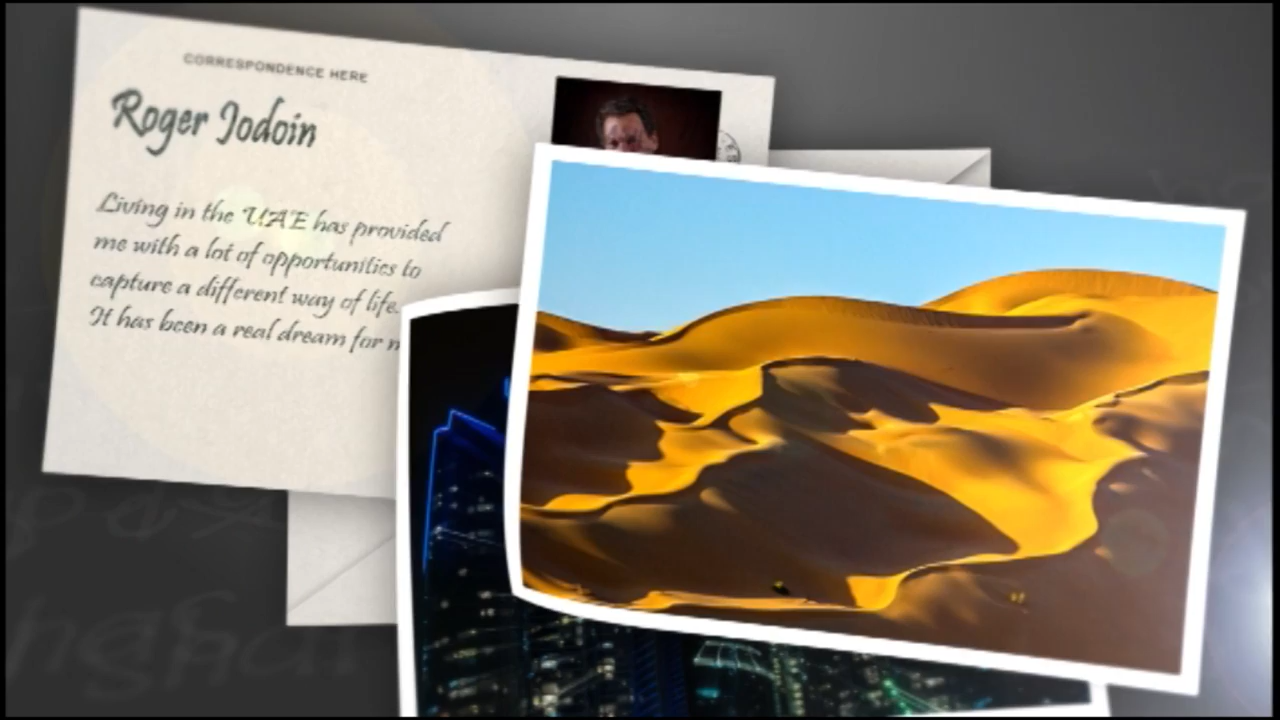 CORRESPONDENCE HERE
Roger Jodoin
Living in the UAE has provided
me with a lot of opportunities to
capture a different way of life.
It has been a real dream for